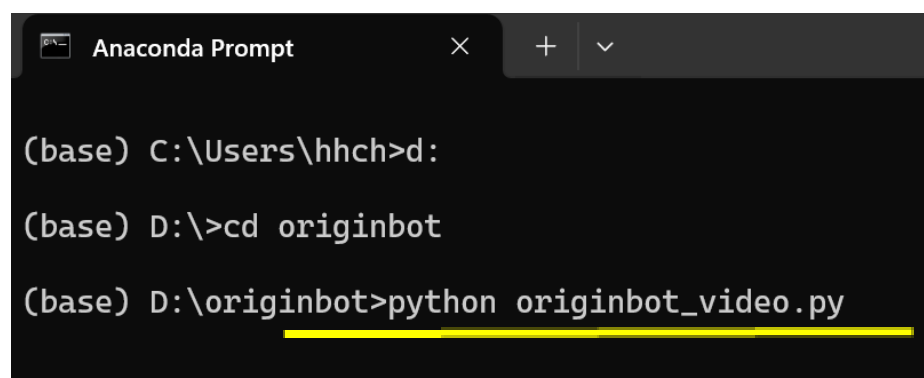 Anaconda Prompt
(base) C:\Users\hhch>d:
(base) D:\>cd originbot
(base) D:\originbot>python originbot_video.py